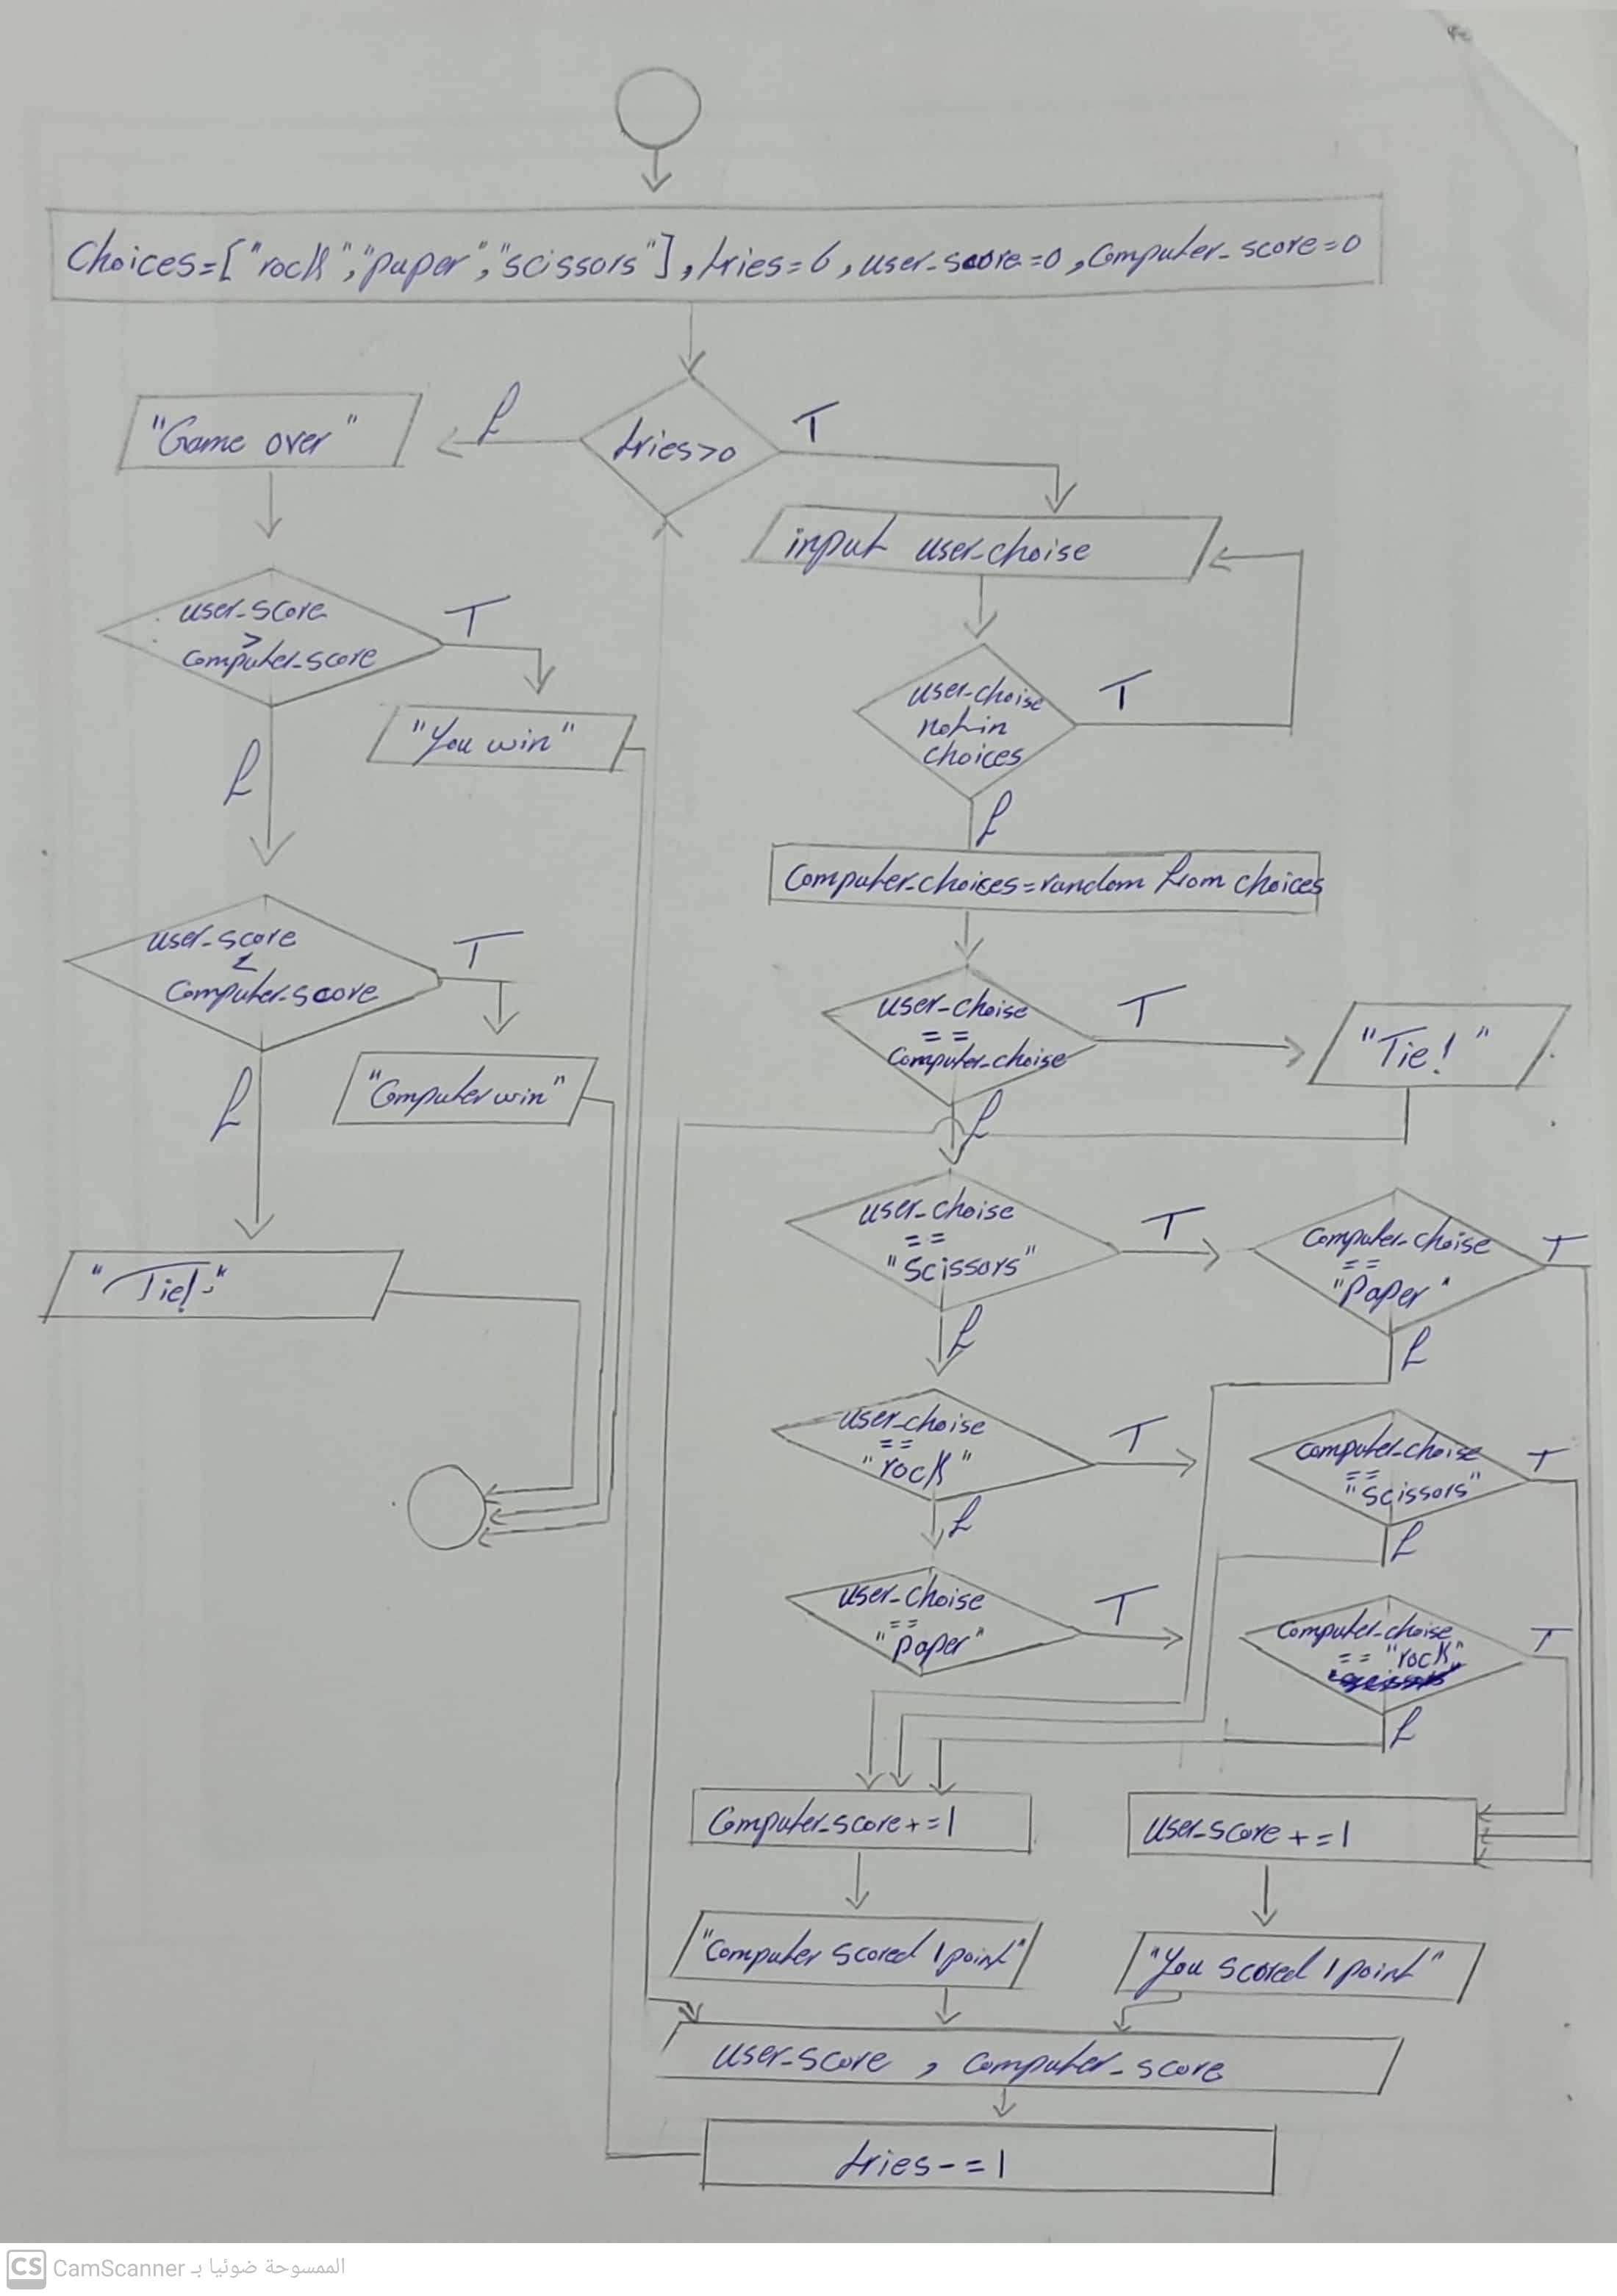 Choices=["rock","paper","scissors"], tries=6, user_score=0, Computer_score=0
"Game over"
f
tries>0
T
input user_choise
user_score
>
computer_score
T
"You win"
f
user_choise
not in
choices
T
f
Computer_choices=random from choices
user_score
<
Computer_score
T
"Computer win"
f
user_choise
==
Computer_choise
T
"Tie!"
f
"Tie!"
user_choise
==
"Scissors"
T
Computer_choise
==
"Paper"
T
f
f
user_choise
==
"rock"
T
Computer_choise
==
"Scissors"
T
f
f
user_choise
==
"paper"
T
Computer_choise
== "rock"
T
f
Computer_score+=1
User_score+=1
"Computer scored 1 point"
"You scored 1 point"
user_score, computer_score
tries-=1
CS CamScanner الممسوحة ضوئيا بـ